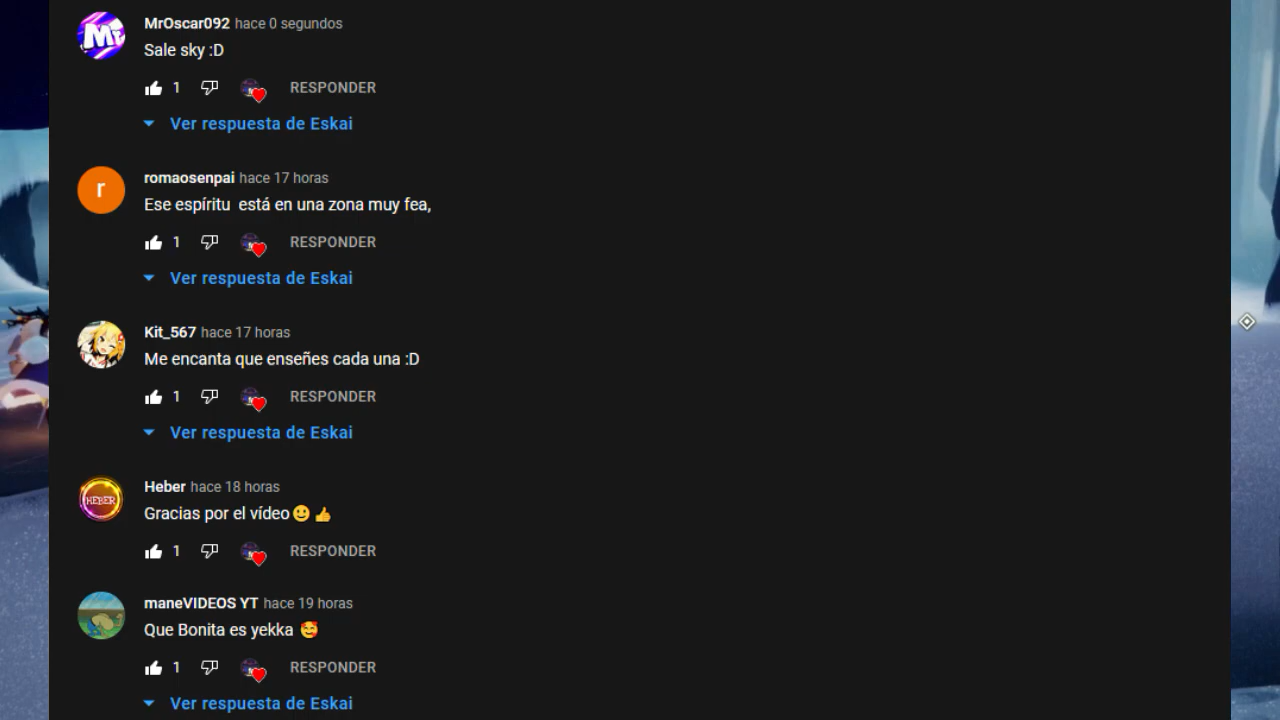 MrOscar092 hace 0 segundos
Sale sky :D
1 RESPONDER
Ver respuesta de Eskai
r
romaosenpai hace 17 horas
Ese espíritu está en una zona muy fea,
1 RESPONDER
Ver respuesta de Eskai
Kit_567 hace 17 horas
Me encanta que enseñes cada una :D
1 RESPONDER
Ver respuesta de Eskai
HEBER
Heber hace 18 horas
Gracias por el vídeo🙂👍
1 RESPONDER
maneVIDEOS YT hace 19 horas
Que Bonita es yekka 🥰
1 RESPONDER
Ver respuesta de Eskai